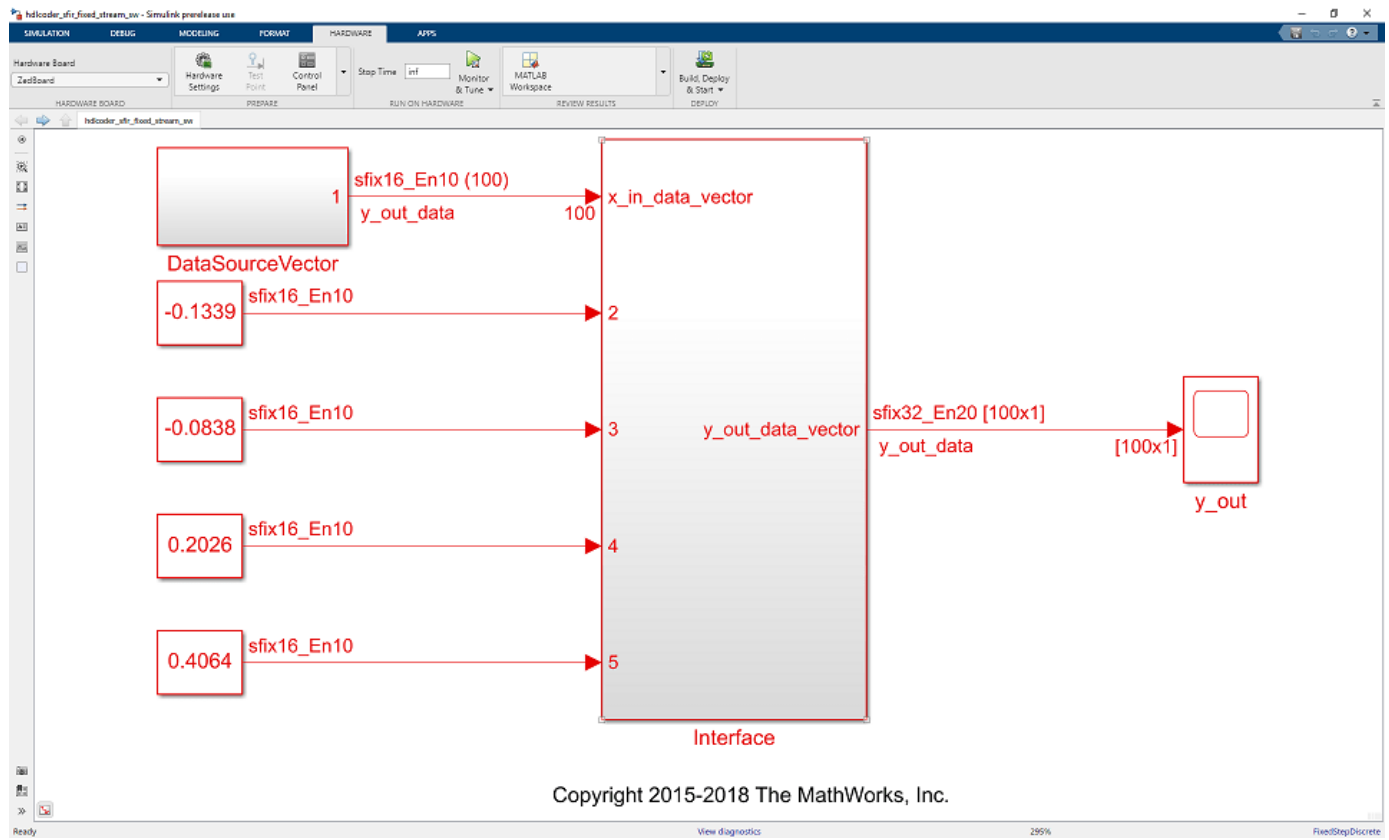 hdlcoder_sfir_fixed_stream_sw - Simulink prerelease use
SIMULATION DEBUG MODELING FORMAT HARDWARE APPS
Hardware Board
ZedBoard
Hardware Settings
Test Point
Control Panel
Stop Time inf
Monitor & Tune
MATLAB Workspace
Build, Deploy & Start
HARDWARE BOARD PREPARE RUN ON HARDWARE REVIEW RESULTS DEPLOY
hdlcoder_sfir_fixed_stream_sw
1
sfix16_En10 (100)
y_out_data
100
x_in_data_vector
DataSourceVector
-0.1339
sfix16_En10
2
-0.0838
sfix16_En10
3
y_out_data_vector
sfix32_En20 [100x1]
y_out_data
[100x1]
y_out
0.2026
sfix16_En10
4
0.4064
sfix16_En10
5
Interface
Copyright 2015-2018 The MathWorks, Inc.
Ready View diagnostics 295% FixedStepDiscrete